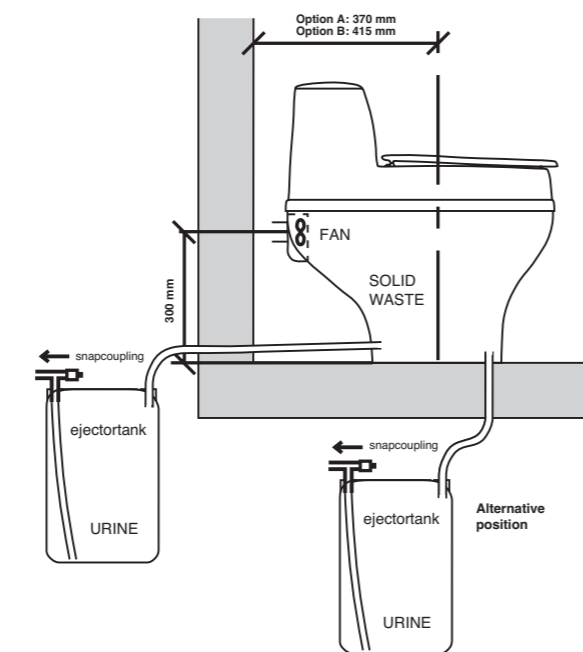 Option A: 370 mm
Option B: 415 mm
FAN
300 mm
SOLID
WASTE
snapcoupling
ejectortank
URINE
snapcoupling
ejectortank
Alternative
position
URINE